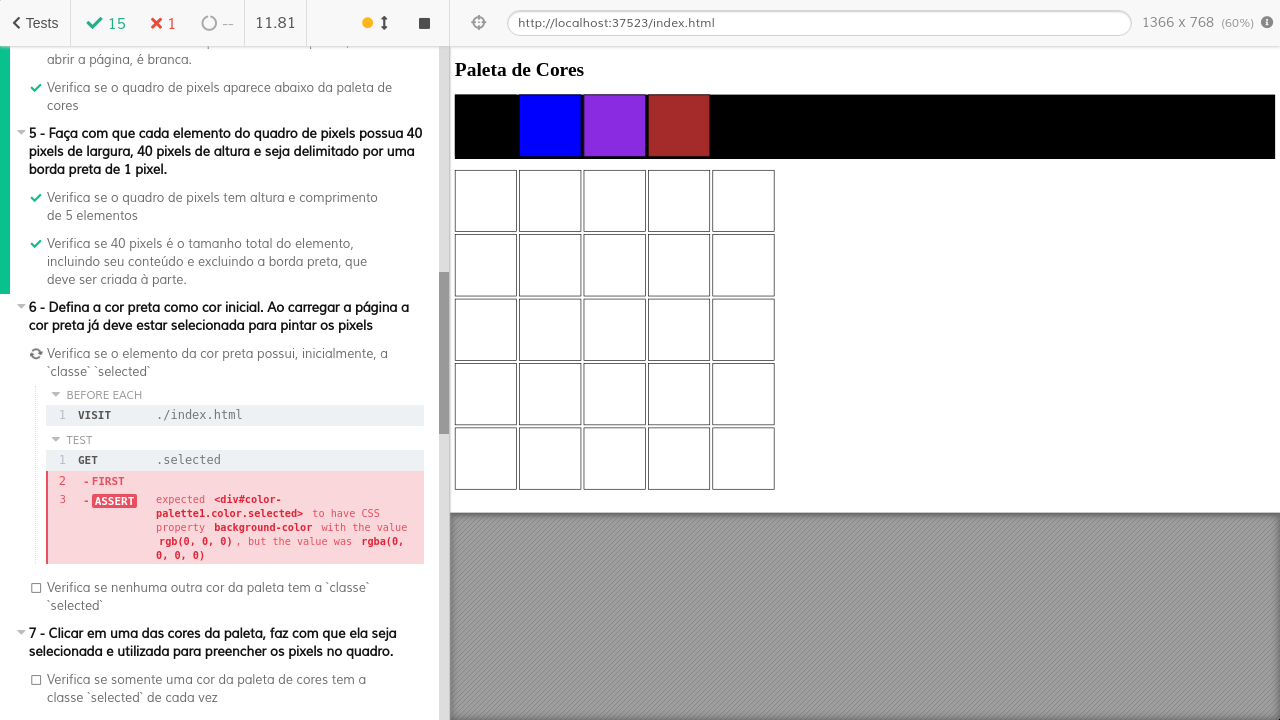 Tests
15
1
--
11.81
http://localhost:37523/index.html
1366 x 768 (60%)
abrir a página, é branca.
Verifica se o quadro de pixels aparece abaixo da paleta de
cores
5 - Faça com que cada elemento do quadro de pixels possua 40
pixels de largura, 40 pixels de altura e seja delimitado por uma
borda preta de 1 pixel.
Verifica se o quadro de pixels tem altura e comprimento
de 5 elementos
Verifica se 40 pixels é o tamanho total do elemento,
incluindo seu conteúdo e excluindo a borda preta, que
deve ser criada à parte.
6 - Defina a cor preta como cor inicial. Ao carregar a página a
cor preta já deve estar selecionada para pintar os pixels
Verifica se o elemento da cor preta possui, inicialmente, a
`classe` `selected`
BEFORE EACH
1 VISIT ./index.html
TEST
1 GET .selected
2 - FIRST
3 - ASSERT expected <div#color-
palette1.color.selected> to have CSS
property background-color with the value
rgb(0, 0, 0) , but the value was rgba(0,
0, 0, 0)
Verifica se nenhuma outra cor da paleta tem a `classe`
`selected`
7 - Clicar em uma das cores da paleta, faz com que ela seja
selecionada e utilizada para preencher os pixels no quadro.
Verifica se somente uma cor da paleta de cores tem a
classe `selected` de cada vez
Paleta de Cores